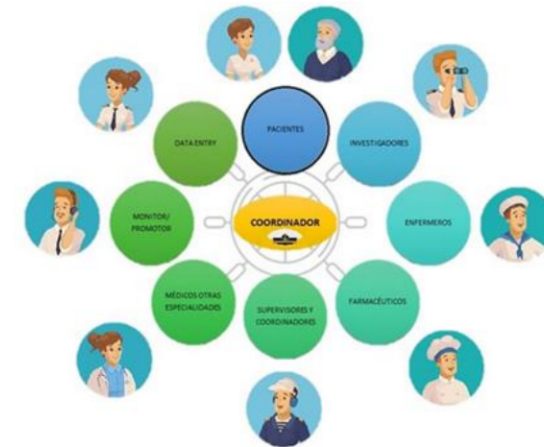 PACIENTES
DATA ENTRY
INVESTIGADORES
MONITOR/
PROMOTOR
COORDINADOR
ENFERMEROS
MÉDICOS OTRAS
ESPECIALIDADES
SUPERVISORES Y
COORDINADORES
FARMACÉUTICOS